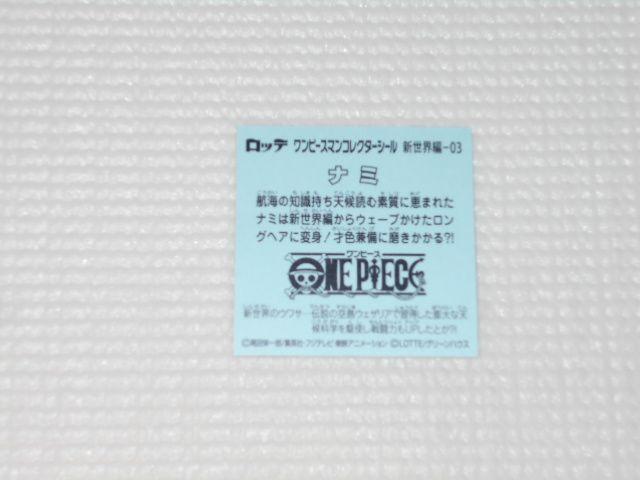 ロッテ ワンピースマンコレクターシール 新世界編-03
ナミ
航海の知識持ち天候読む素質に恵まれた
ナミは新世界編からウェーブかけたロン
グヘアに変身!才色兼備に磨きかかる?!
ワンピース
ONE PIECE
新世界のウワサ…伝説の空島ウェザリアで習得した膨大な天
候科学を駆使し戦闘力もUPしたとか?!
©尾田栄一郎/集英社・フジテレビ・東映アニメーション ©LOTTE/グリーンハウス